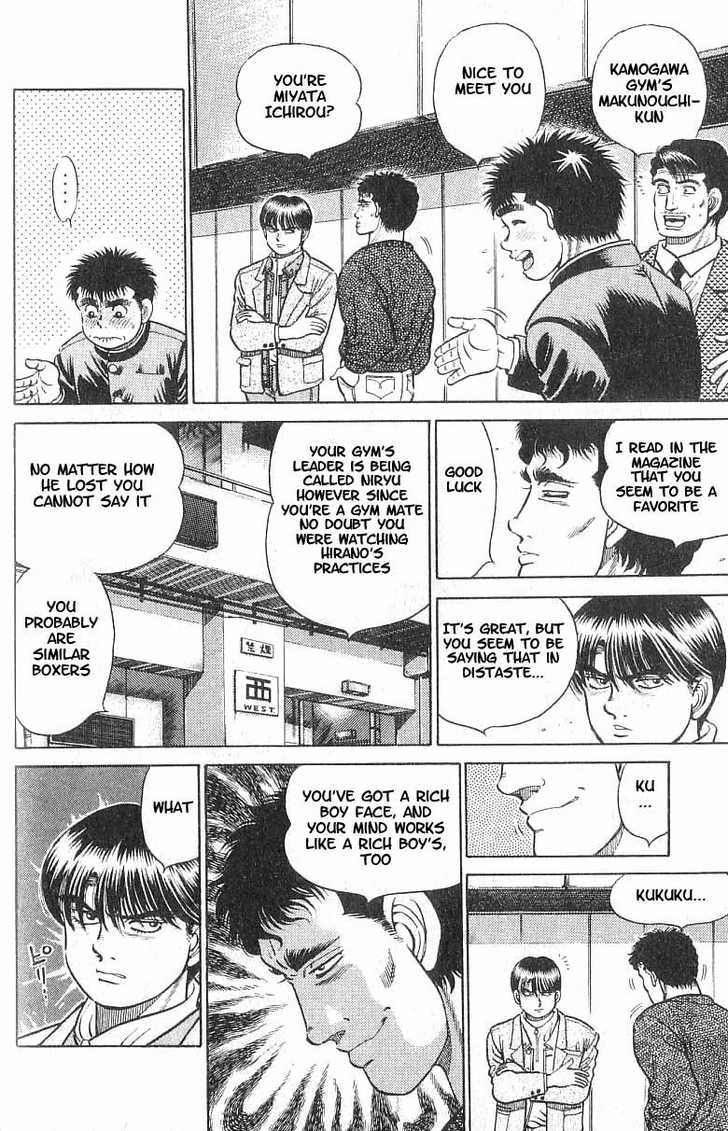 KAMOGAWA
GYM'S
MAKUNOUCHI-
KUN
NICE TO
MEET YOU
YOU'RE
MIYATA
ICHIROU?
....
I READ IN THE
MAGAZINE
THAT YOU
SEEM TO BE A
FAVORITE
GOOD
LUCK
IT'S GREAT, BUT
YOU SEEM TO BE
SAYING THAT IN
DISTASTE...
YOUR GYM'S
LEADER IS BEING
CALLED NIRYU
HOWEVER SINCE
YOU'RE A GYM MATE
NO DOUBT YOU
WERE WATCHING
HIRANO'S
PRACTICES
NO MATTER HOW
HE LOST YOU
CANNOT SAY IT
YOU
PROBABLY
ARE
SIMILAR
BOXERS
禁煙
西
WEST
KU
...
KUKUKU...
YOU'VE GOT A RICH
BOY FACE, AND
YOUR MIND WORKS
LIKE A RICH BOY'S,
TOO
WHAT
ピリ…